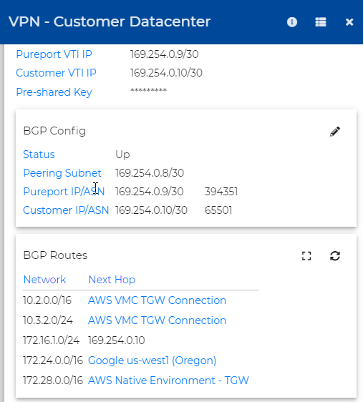 VPN - Customer Datacenter
Pureport VTI IP 169.254.0.9/30
Customer VTI IP 169.254.0.10/30
Pre-shared Key *********
BGP Config
Status Up
Peering Subnet 169.254.0.8/30
Pureport IP/ASN 169.254.0.9/30 394351
Customer IP/ASN 169.254.0.10/30 65501
BGP Routes
Network Next Hop
10.2.0.0/16 AWS VMC TGW Connection
10.3.2.0/24 AWS VMC TGW Connection
172.16.1.0/24 169.254.0.10
172.24.0.0/16 Google us-west1 (Oregon)
172.28.0.0/16 AWS Native Environment - TGW